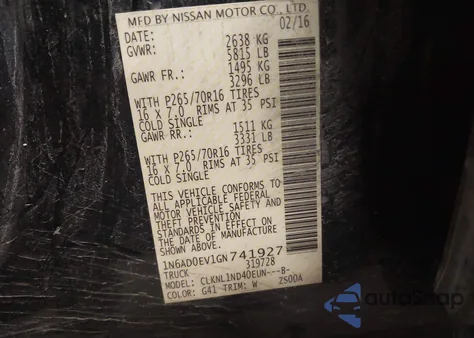 MFD BY NISSAN MOTOR CO., LTD.
DATE: 02/16
GVWR: 2638 KG
5815 LB
GAWR FR.: 1495 KG
3296 LB
WITH P265/70R16 TIRES
16 x 7.0 RIMS AT 35 PSI
COLD SINGLE
GAWR RR.: 1511 KG
3331 LB
WITH P265/70R16 TIRES
16 x 7.0 RIMS AT 35 PSI
COLD SINGLE
THIS VEHICLE CONFORMS TO
ALL APPLICABLE FEDERAL
MOTOR VEHICLE SAFETY AND
THEFT PREVENTION
STANDARDS IN EFFECT ON
THE DATE OF MANUFACTURE
SHOWN ABOVE.
1N6AD0EV1GN741927
TRUCK 319728
MODEL: CLKNL1ND40EUN---B-
COLOR: G41 TRIM: W ZS00A
autosnap